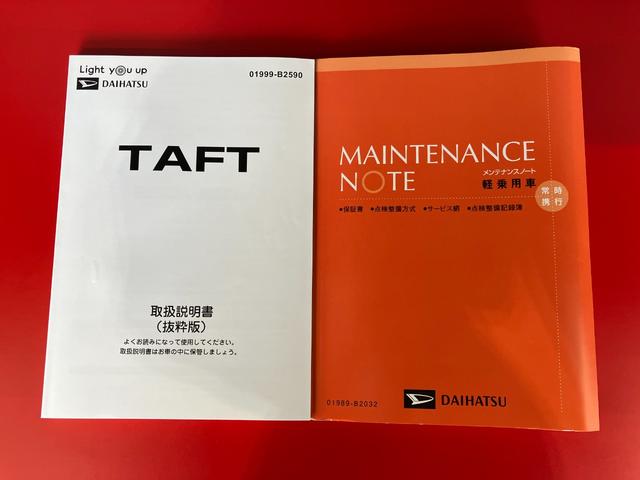 Light you up
DAIHATSU
01999-B2590
TAFT
取扱説明書
（抜粋版）
よくお読みになって使用してください。
取扱説明書はお車の中に保管しましょう。
MAINTENANCE
NOTE
メンテナンスノート
軽乗用車
常時
携行
●保証書 ●点検整備方式 ●サービス網 ●点検整備記録簿
01989-B2032
DAIHATSU